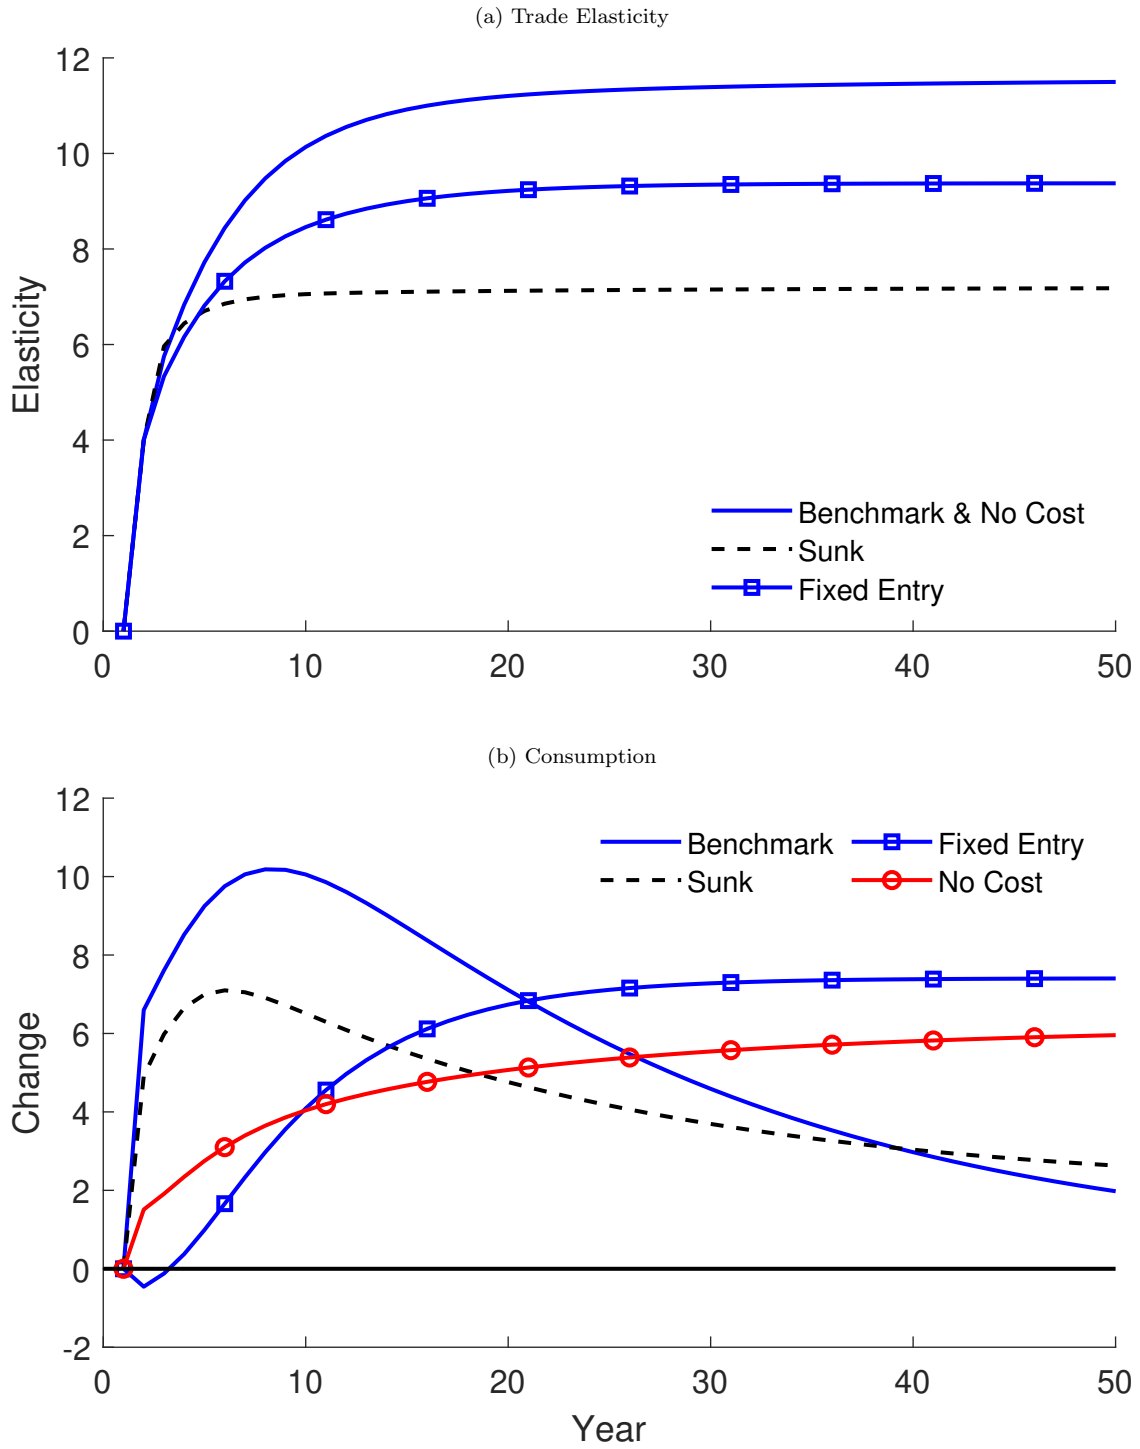 (a) Trade Elasticity
12
10
8
6
4
2
0
Elasticity
Benchmark & No Cost
Sunk
Fixed Entry
0 10 20 30 40 50
(b) Consumption
12
10
8
6
4
2
0
-2
Change
Benchmark Fixed Entry
Sunk No Cost
0 10 20 30 40 50
Year